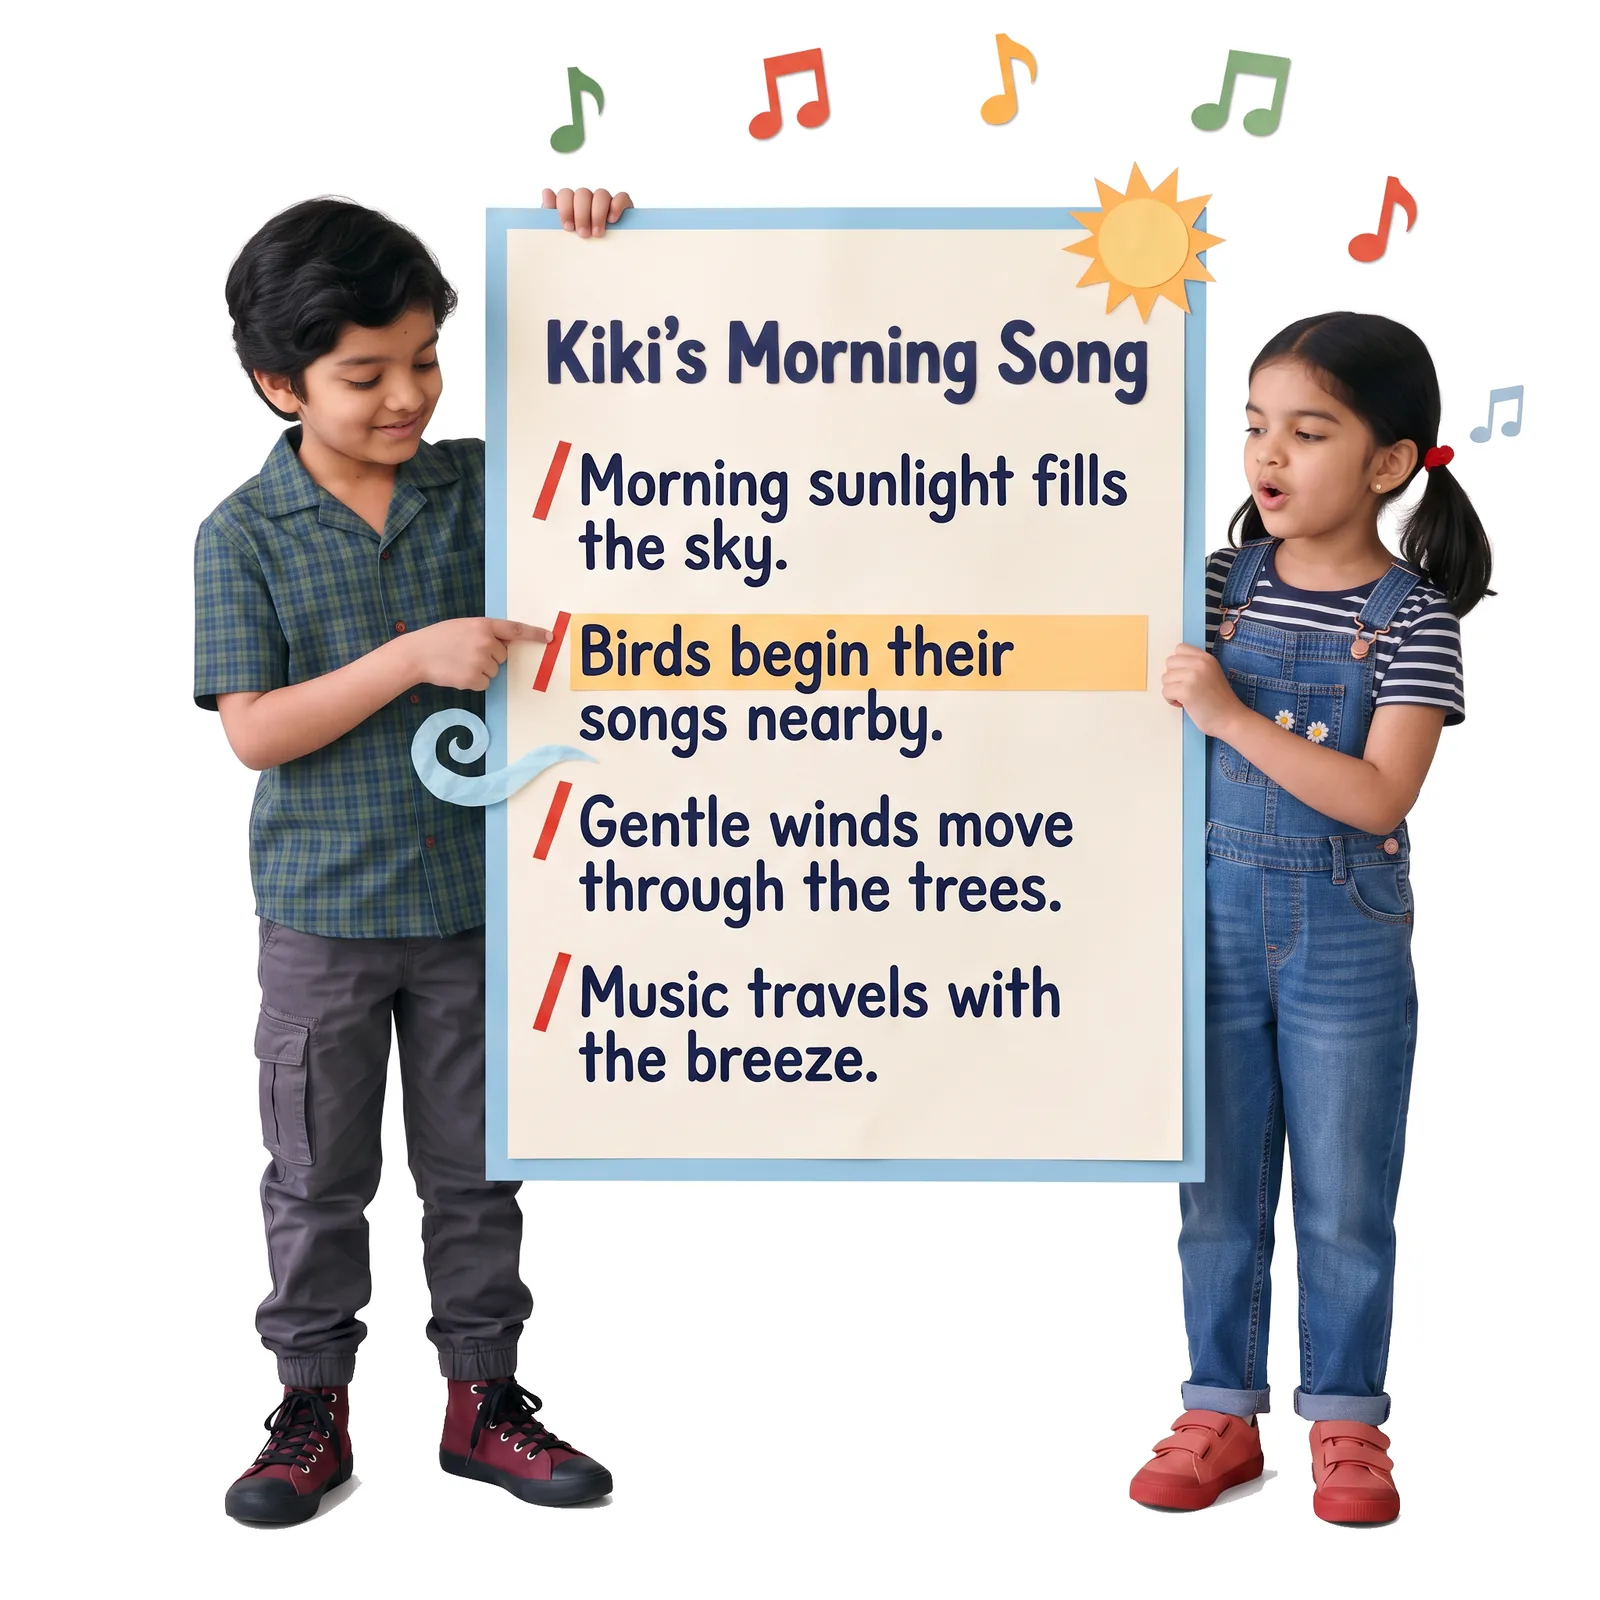 Kiki's Morning Song
Morning sunlight fills
the sky.
Birds begin their
songs nearby.
Gentle winds move
through the trees.
Music travels with
the breeze.